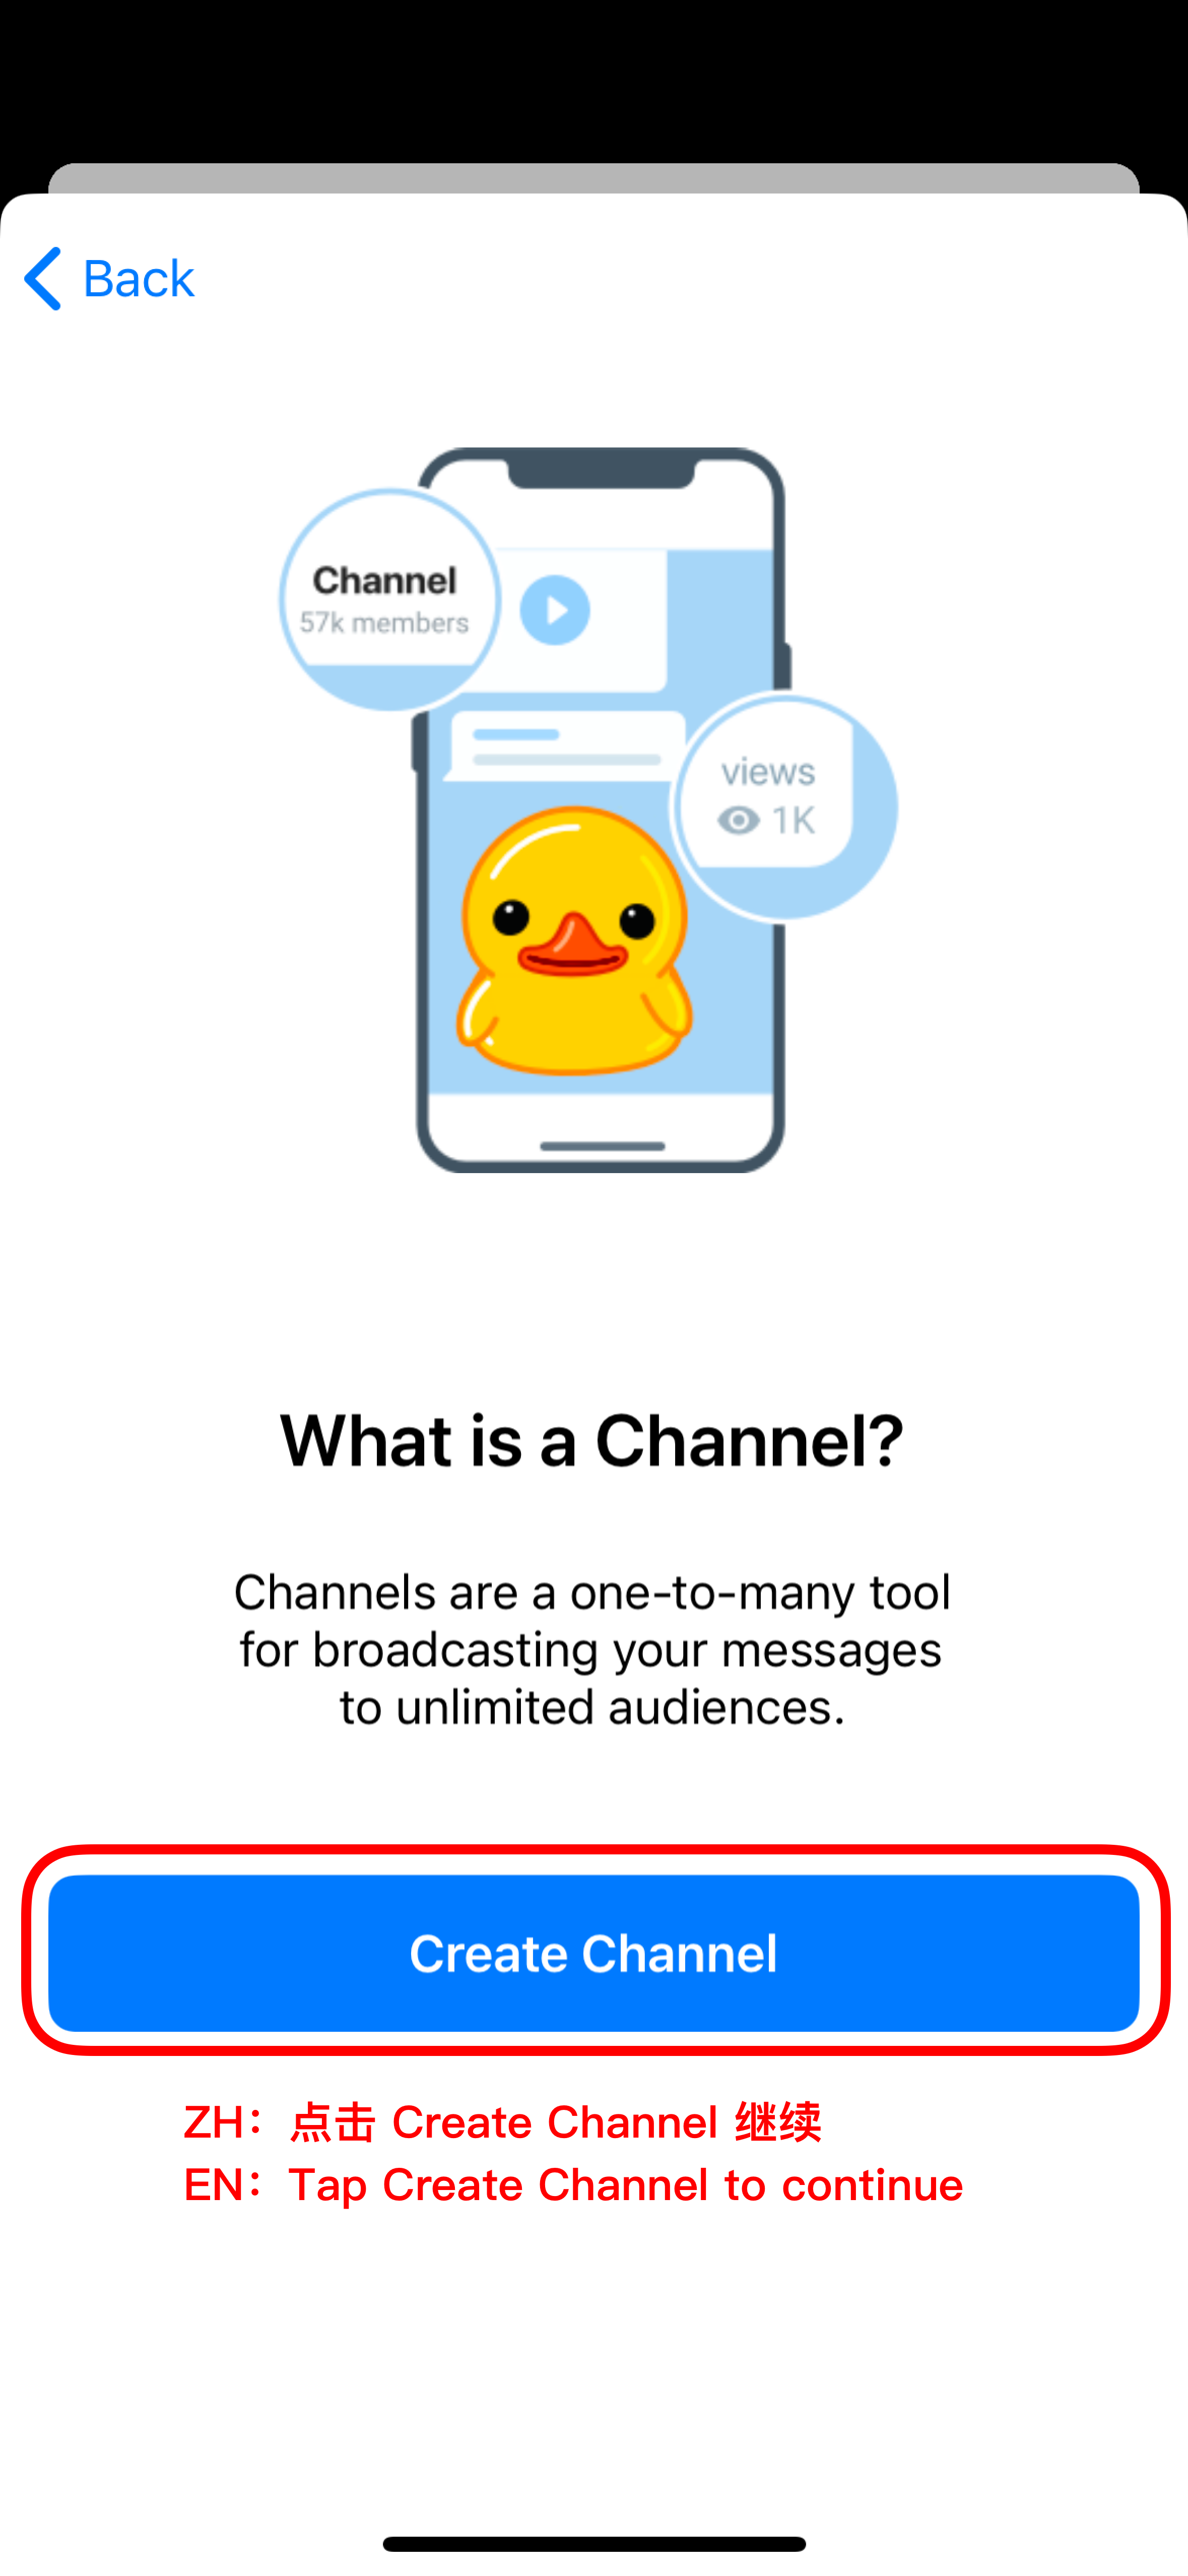 Back
Channel
57k members
views
1K
What is a Channel?
Channels are a one-to-many tool
for broadcasting your messages
to unlimited audiences.
Create Channel
ZH：点击 Create Channel 继续
EN：Tap Create Channel to continue